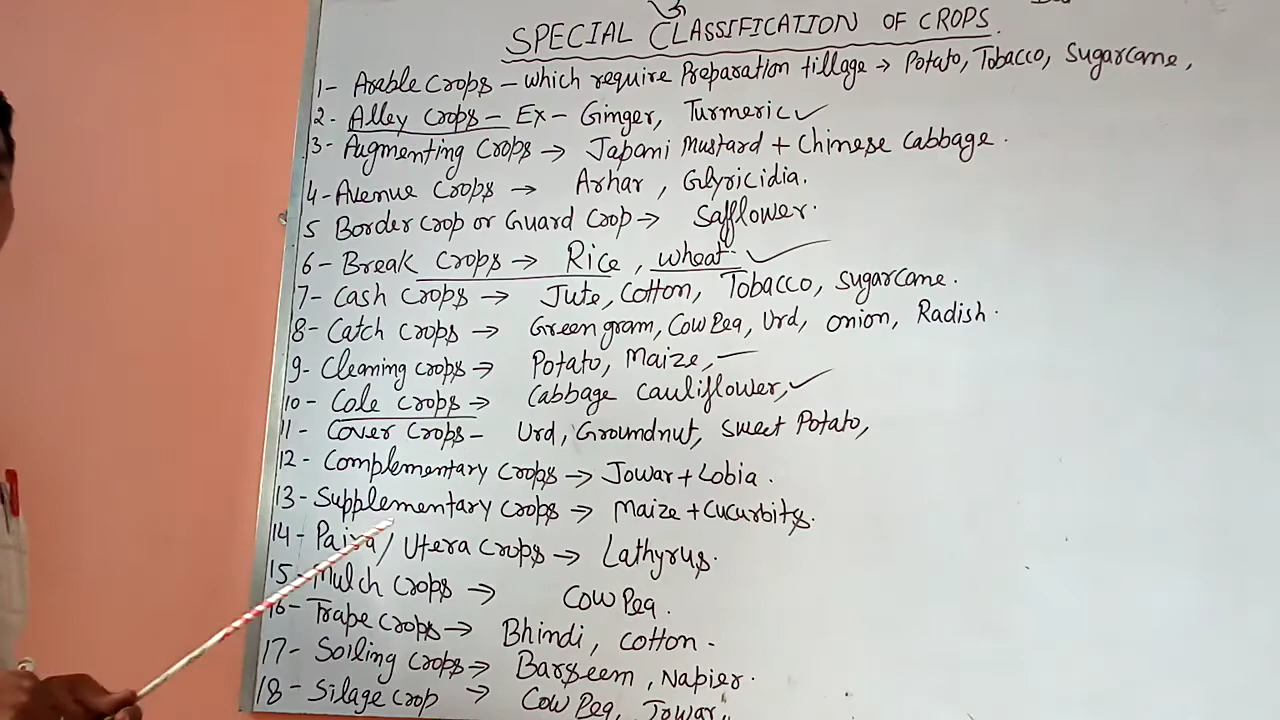 SPECIAL CLASSIFICATION OF CROPS.
1- Arable Crops - which require Preparation tillage → Potato, Tobacco, Sugarcane,
2- Alley crops - Ex - Ginger, Turmeric ✓
3- Augmenting Crops → Japani Mustard + Chinese Cabbage.
4- Avenue Crops → Arhar, Glyricidia.
5 Border crop or Guard Crop → Safflower.
6- Break Crops → Rice, wheat ✓
7- Cash Crops → Jute, Cotton, Tobacco, Sugarcane.
8- Catch Crops → Green gram, Cow Pea, Urd, onion, Radish.
9- Cleaning crops → Potato, Maize,
10- Cole crops → Cabbage cauliflower, ✓
11- Cover Crops - Urd, Groundnut, Sweet Potato,
12- Complementary Crops → Jowar + Lobia.
13- Supplementary Crops → Maize + Cucurbits.
14- Paira / Utera Crops → Lathyrus.
15- Mulch Crops → Cow Pea.
16- Trape Crops → Bhindi, Cotton -
17- Soiling Crops → Barseem, Napier.
18- Silage crop → Cow Pea, Jowar,